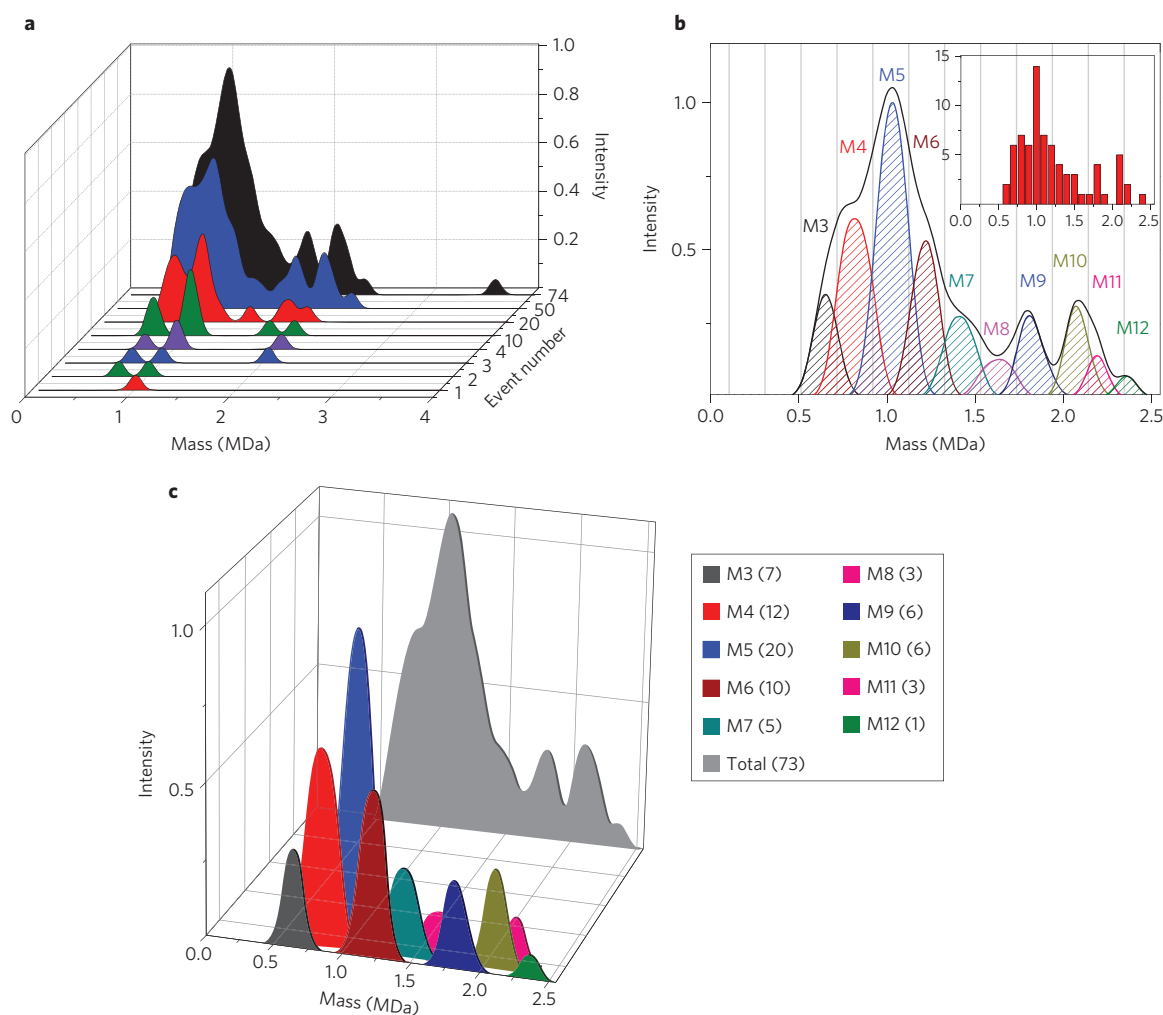 a
1.0
0.8
0.6
0.4
0.2
Intensity
74
50
20
10
4
3
2
1
Event number
0
1
2
3
4
Mass (MDa)
b
1.0
0.5
Intensity
M3
M4
M5
M6
M7
M8
M9
M10
M11
M12
0.0 0.5 1.0 1.5 2.0 2.5
Mass (MDa)
15
10
5
0.0 0.5 1.0 1.5 2.0 2.5
c
1.0
0.5
Intensity
0.0
0.5
1.0
1.5
2.0
2.5
Mass (MDa)
M3 (7)
M4 (12)
M5 (20)
M6 (10)
M7 (5)
Total (73)
M8 (3)
M9 (6)
M10 (6)
M11 (3)
M12 (1)